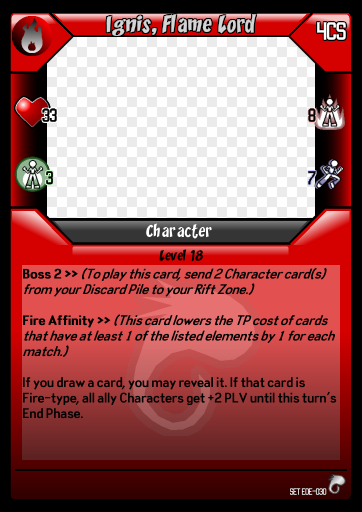 Ignis, Flame Lord
4CS
33
8
3
7
Character
Level 18
Boss 2 >> (To play this card, send 2 Character card(s)
from your Discard Pile to your Rift Zone.)
Fire Affinity >> (This card lowers the TP cost of cards
that have at least 1 of the listed elements by 1 for each
match.)
If you draw a card, you may reveal it. If that card is
Fire-type, all ally Characters get +2 PLV until this turn's
End Phase.
SET EOE-030